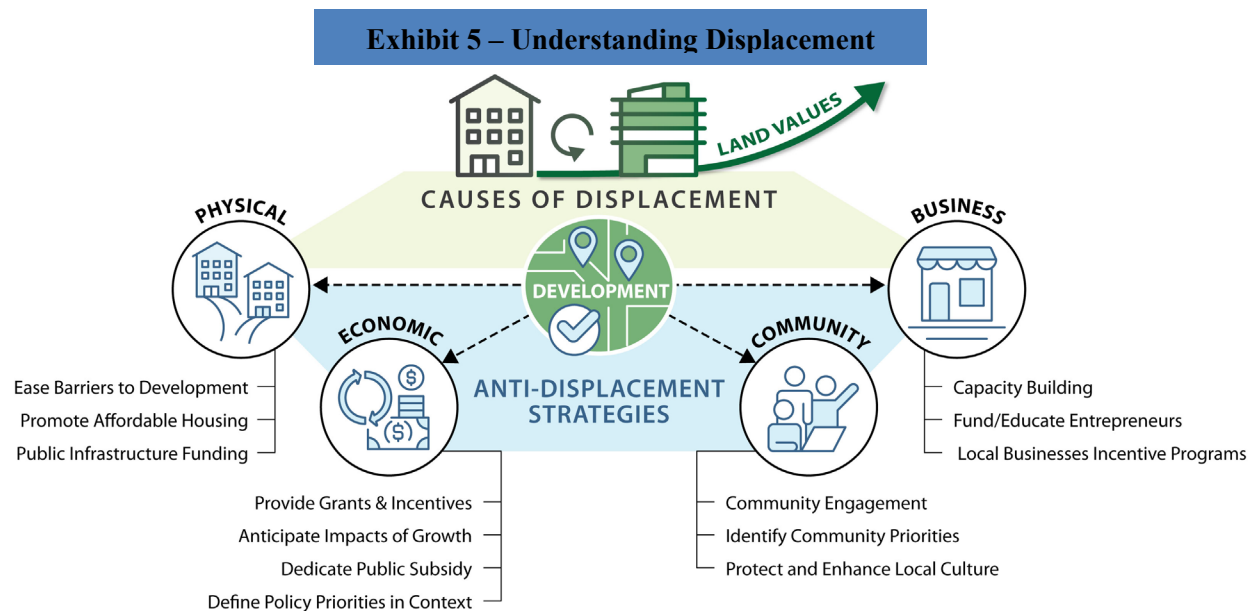 Exhibit 5 – Understanding Displacement
LAND VALUES
CAUSES OF DISPLACEMENT
PHYSICAL
BUSINESS
DEVELOPMENT
ECONOMIC
COMMUNITY
ANTI-DISPLACEMENT
STRATEGIES
$
($)
Ease Barriers to Development
Promote Affordable Housing
Public Infrastructure Funding
Capacity Building
Fund/Educate Entrepreneurs
Local Businesses Incentive Programs
Provide Grants & Incentives
Anticipate Impacts of Growth
Dedicate Public Subsidy
Define Policy Priorities in Context
Community Engagement
Identify Community Priorities
Protect and Enhance Local Culture